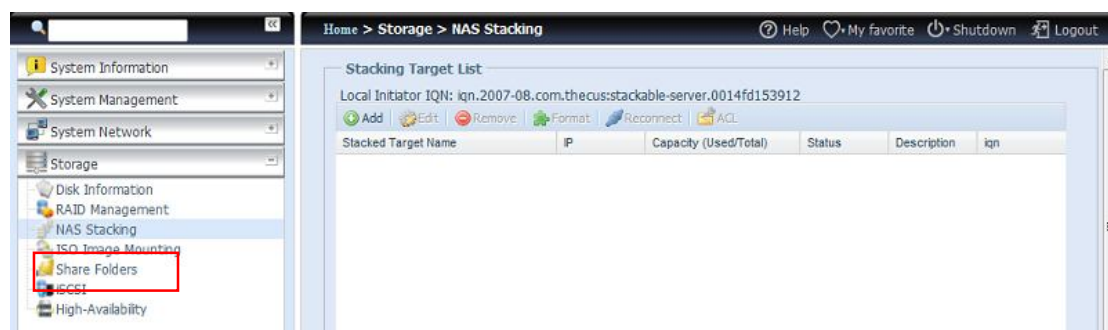 Home > Storage > NAS Stacking
Help My favorite Shutdown Logout
System Information
System Management
System Network
Storage
Disk Information
RAID Management
NAS Stacking
ISO Image Mounting
Share Folders
iSCSI
High-Availability
Stacking Target List
Local Initiator IQN: iqn.2007-08.com.thecus:stackable-server.0014fd153912
Add Edit Remove Format Reconnect ACL
Stacked Target Name IP Capacity (Used/Total) Status Description iqn